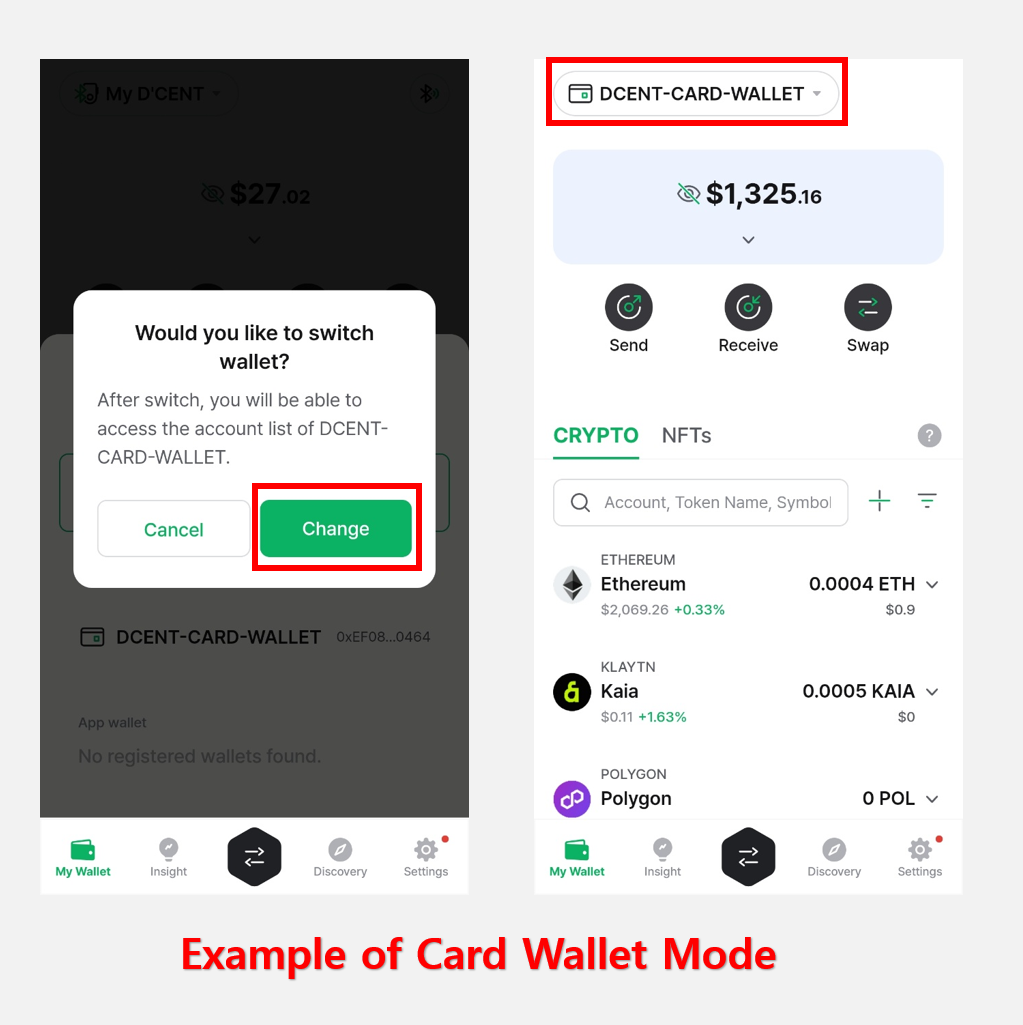 My D'CENT
$27.02
Would you like to switch
wallet?
After switch, you will be able to
access the account list of DCENT-
CARD-WALLET.
Cancel
Change
DCENT-CARD-WALLET 0xEF08...0464
App wallet
No registered wallets found.
My Wallet
Insight
Discovery
Settings
DCENT-CARD-WALLET
$1,325.16
Send
Receive
Swap
CRYPTO
NFTs
?
Account, Token Name, Symbol
ETHEREUM
Ethereum 0.0004 ETH
$2,069.26 +0.33% $0.9
KLAYTN
Kaia 0.0005 KAIA
$0.11 +1.63% $0
POLYGON
Polygon 0 POL
My Wallet
Insight
Discovery
Settings
Example of Card Wallet Mode